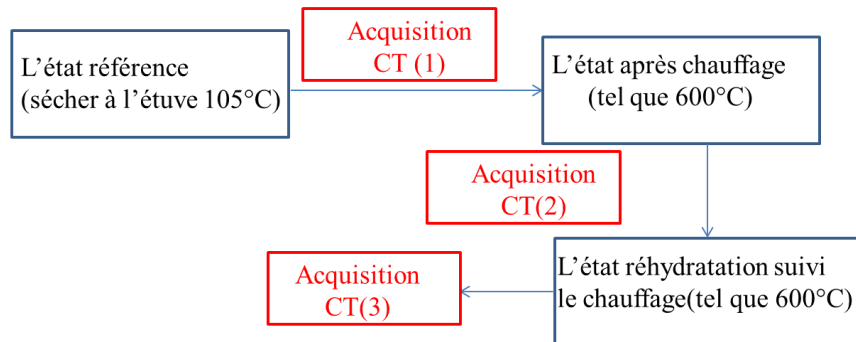 Acquisition
CT (1)
L'état référence
(sécher à l'étuve 105°C)
L'état après chauffage
(tel que 600°C)
Acquisition
CT(2)
L'état réhydratation suivi
le chauffage(tel que 600°C)
Acquisition
CT(3)